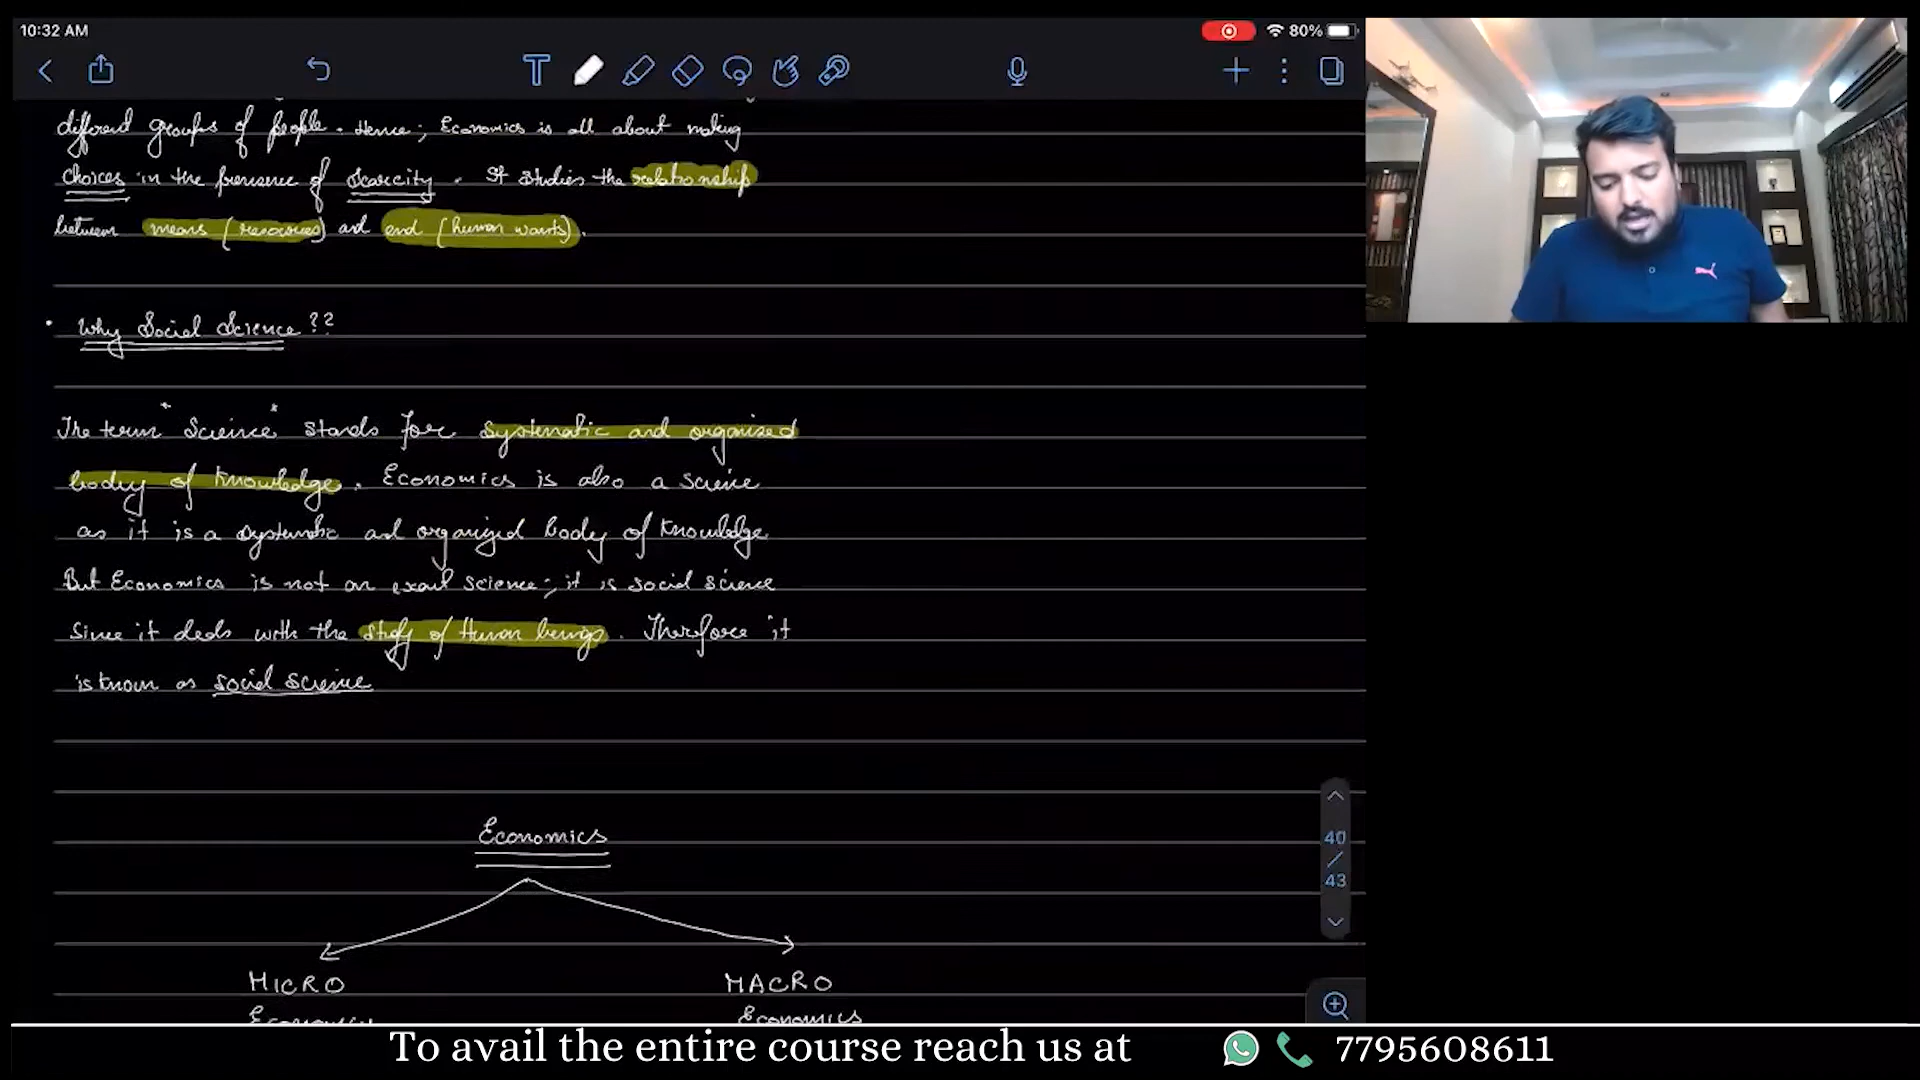 10:32 AM
80%
different groups of people. Hence; Economics is all about making
choices in the presence of Scarcity. It studies the relationship
between means (resources) and end (human wants).
• Why Social Science??
The term "Science" stands for systematic and organised
body of knowledge. Economics is also a science
as it is a systematic and organized body of knowledge
But Economics is not an exact science; it is social science
Since it deals with the study of Human beings. Therefore it
is known as social science
Economics
MICRO
MACRO
Economics
Economics
40
/
43
To avail the entire course reach us at 7795608611